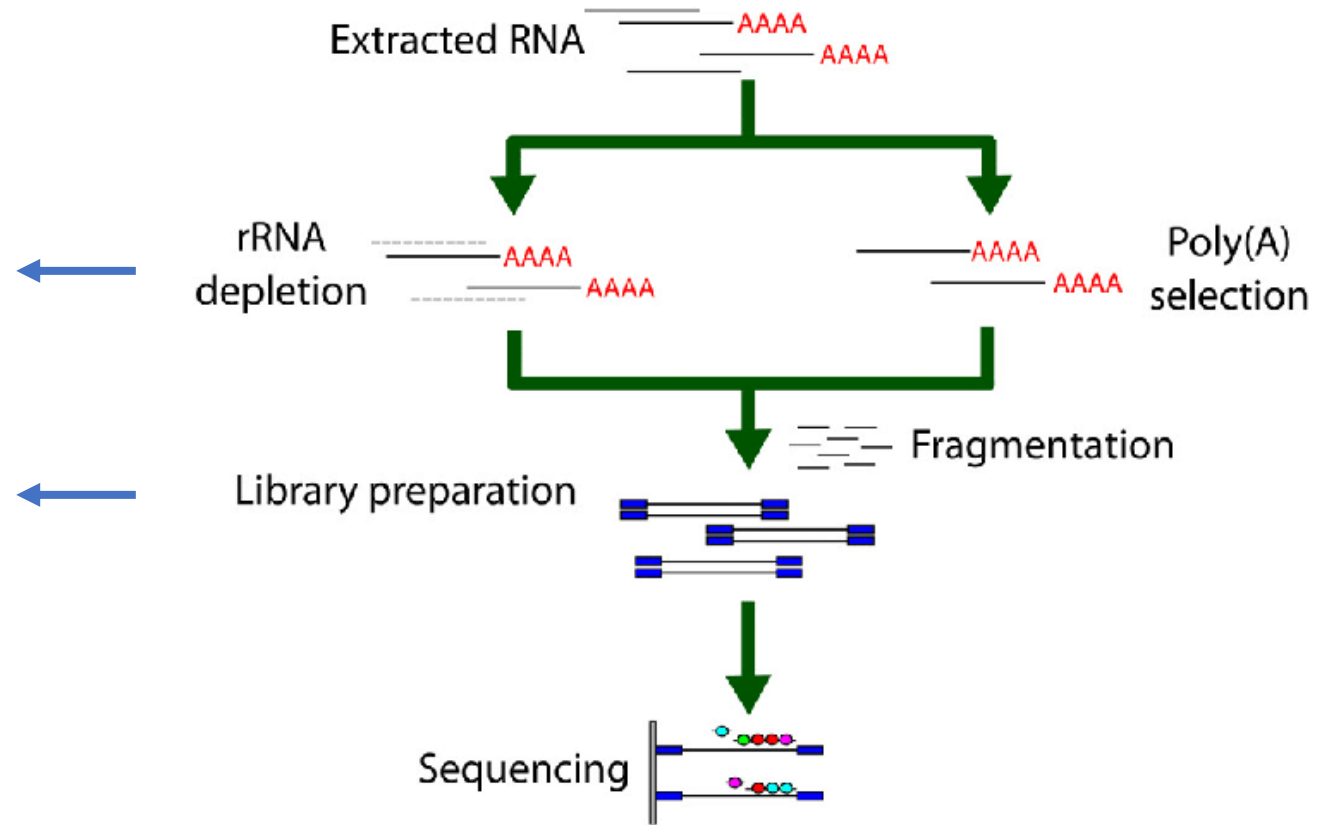 Extracted RNA
AAAA
AAAA
rRNA
depletion
AAAA
AAAA
AAAA
AAAA
Poly(A)
selection
Fragmentation
Library preparation
Sequencing